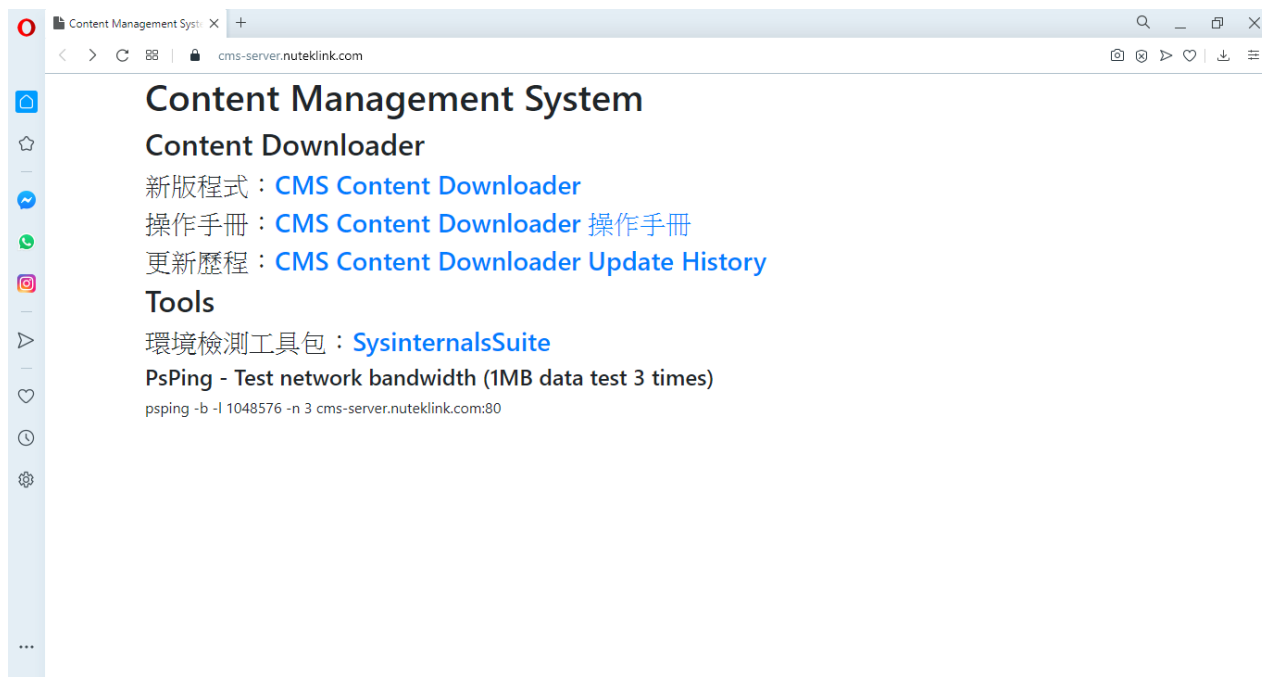 Content Management Syst
cms-server.nuteklink.com
Content Management System
Content Downloader
新版程式：CMS Content Downloader
操作手冊：CMS Content Downloader 操作手冊
更新歷程：CMS Content Downloader Update History
Tools
環境檢測工具包：SysinternalsSuite
PsPing - Test network bandwidth (1MB data test 3 times)
psping -b -l 1048576 -n 3 cms-server.nuteklink.com:80